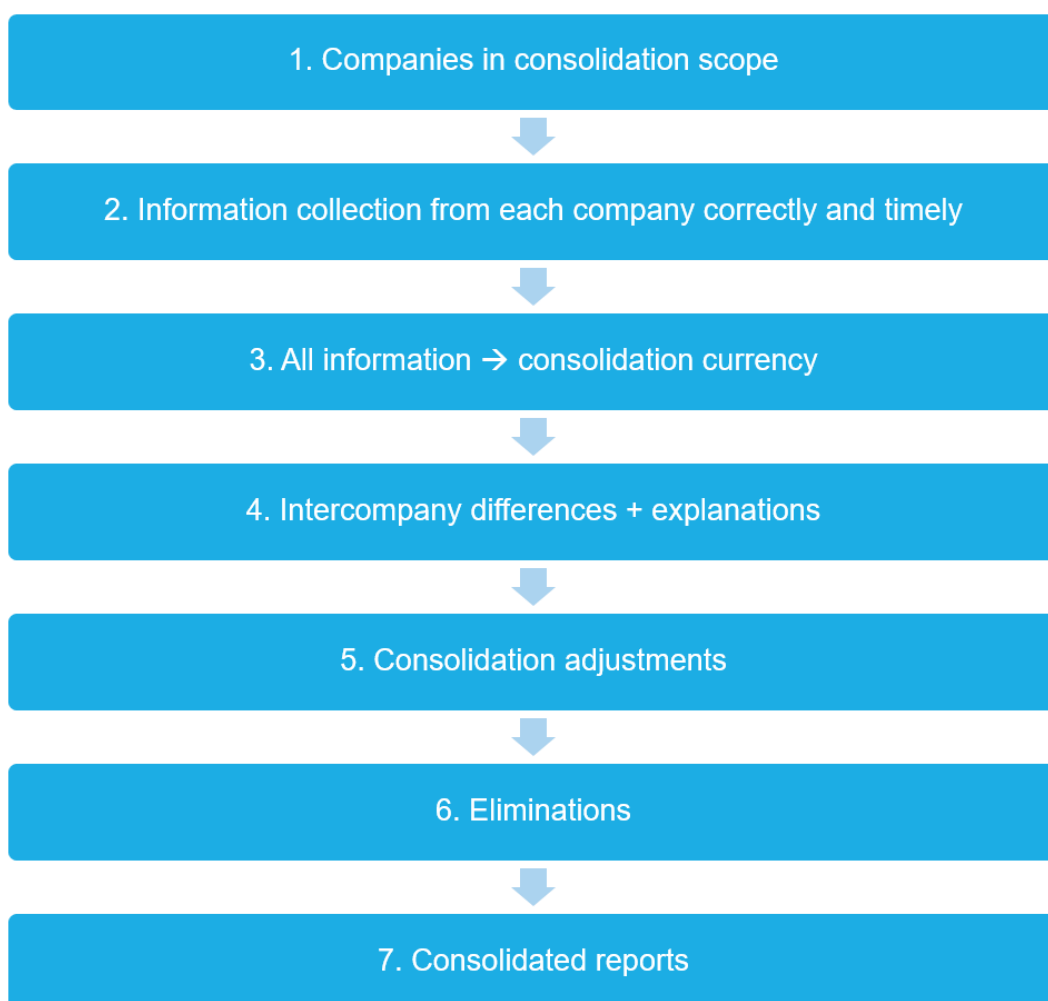 1. Companies in consolidation scope
2. Information collection from each company correctly and timely
3. All information → consolidation currency
4. Intercompany differences + explanations
5. Consolidation adjustments
6. Eliminations
7. Consolidated reports